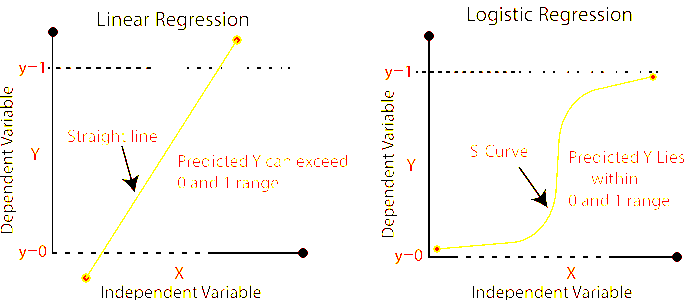 Linear Regression
y=1
Dependent Variable
Y
Straight line
Predicted Y can exceed
0 and 1 range
y=0
X
Independent Variable
Logistic Regression
y=1
Dependent Variable
Y
S-Curve
Predicted Y Lies
within
0 and 1 range
y=0
X
Independent Variable